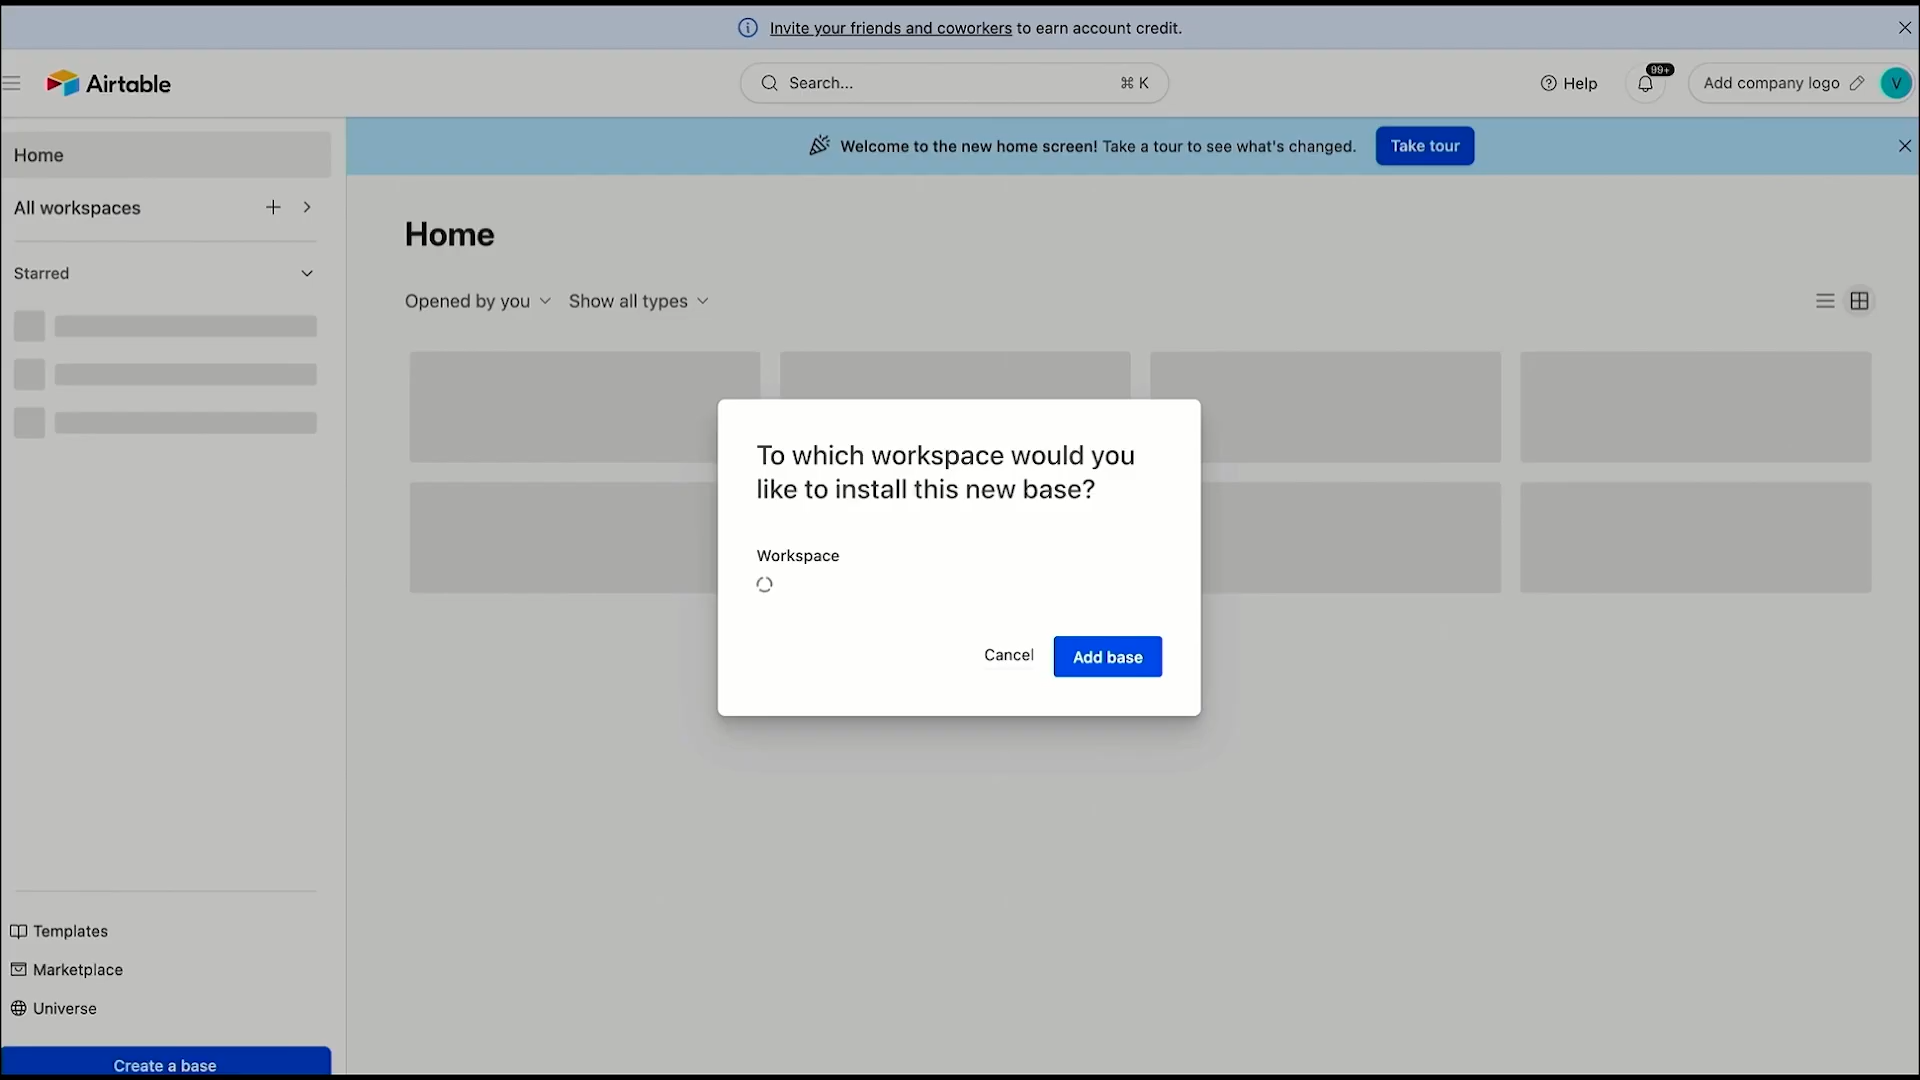 Invite your friends and coworkers to earn account credit.
Airtable
Search...
⌘ K
Help
99+
Add company logo
V
Home
All workspaces
Starred
Welcome to the new home screen! Take a tour to see what's changed.
Take tour
Home
Opened by you
Show all types
To which workspace would you
like to install this new base?
Workspace
Cancel
Add base
Templates
Marketplace
Universe
Create a base